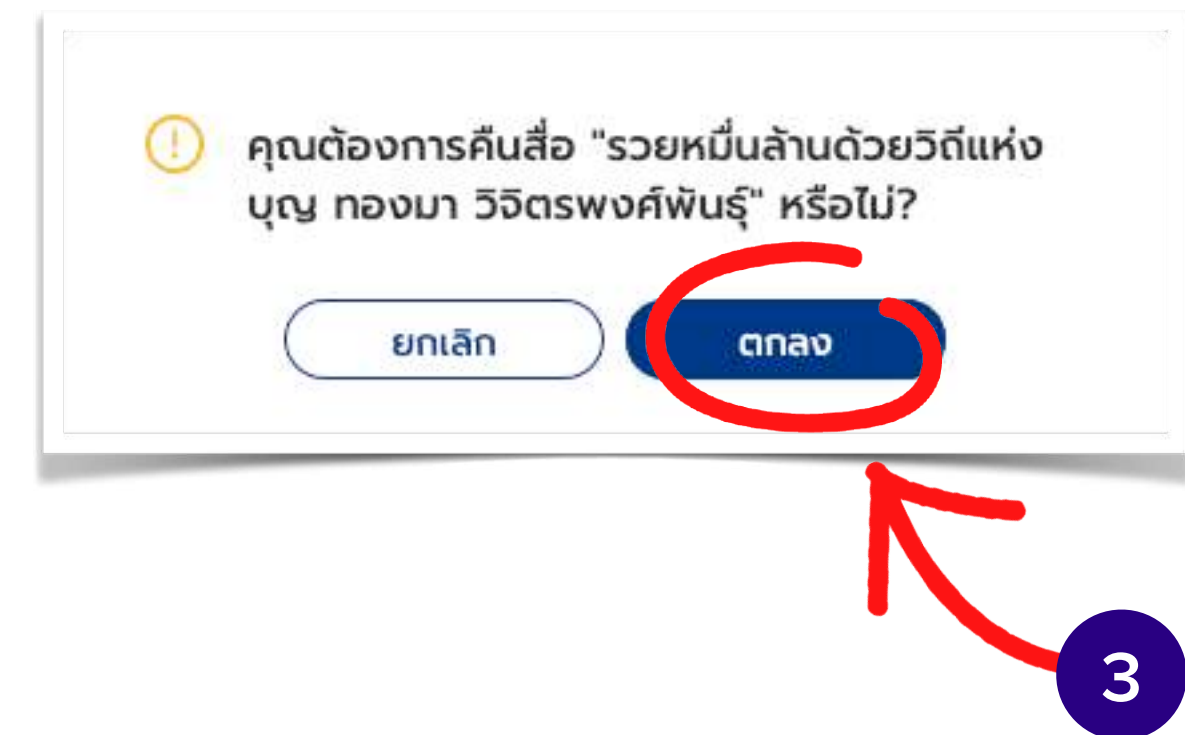 คุณต้องการคืนสื่อ "รวยหมื่นล้านด้วยวิถีแห่ง
บุญ ทองมา วิจิตรพงศ์พันธุ์" หรือไม่?
ยกเลิก ตกลง
3